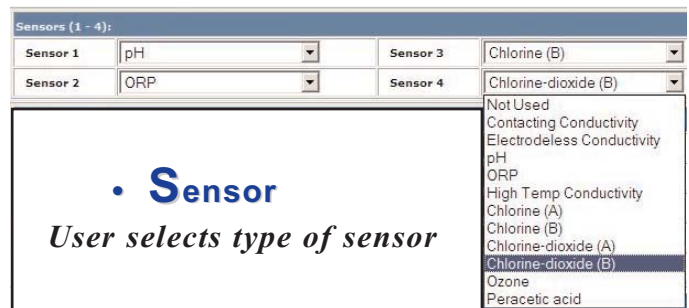 Sensors (1 - 4):
Sensor 1 pH Sensor 3 Chlorine (B)
Sensor 2 ORP Sensor 4 Chlorine-dioxide (B)
Not Used
Contacting Conductivity
Electrodeless Conductivity
pH
ORP
High Temp Conductivity
Chlorine (A)
Chlorine (B)
Chlorine-dioxide (A)
Chlorine-dioxide (B)
Ozone
Peracetic acid
• Sensor
User selects type of sensor